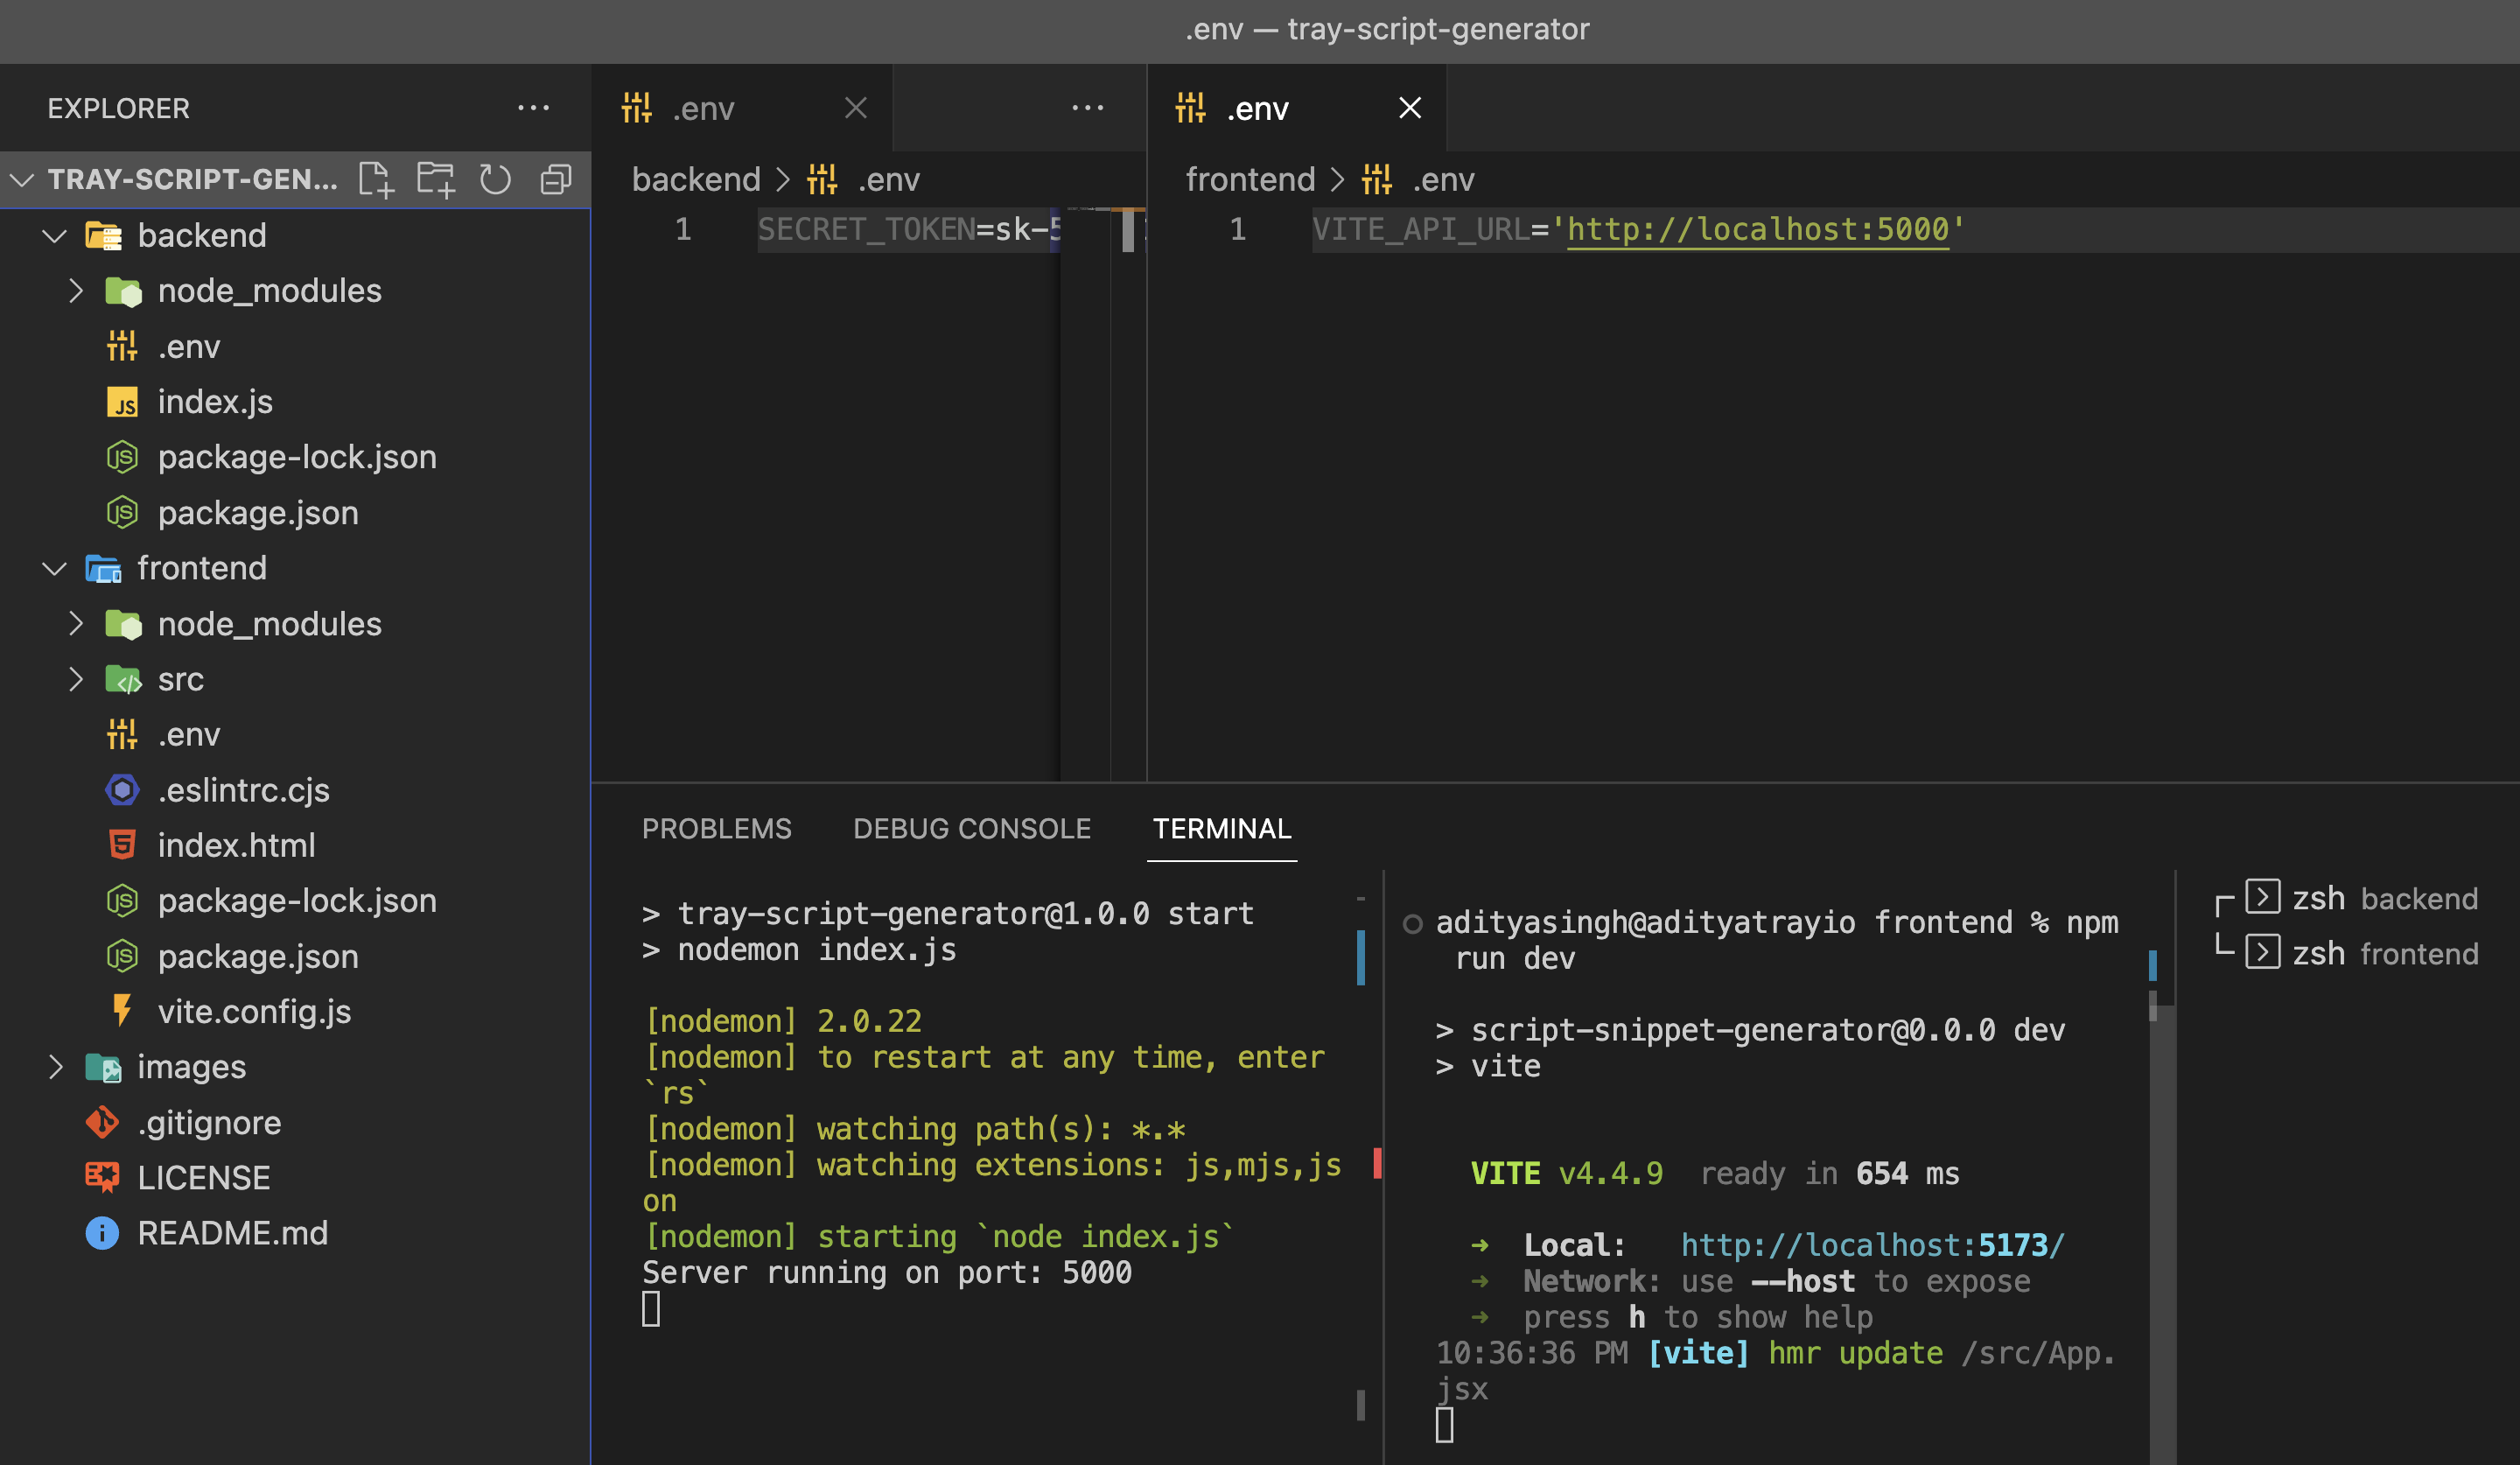 .env — tray-script-generator
EXPLORER
TRAY-SCRIPT-GEN...
backend
node_modules
.env
index.js
package-lock.json
package.json
frontend
node_modules
src
.env
.eslintrc.cjs
index.html
package-lock.json
package.json
vite.config.js
images
.gitignore
LICENSE
README.md
.env
backend > .env
1 SECRET_TOKEN=sk-5
.env
frontend > .env
1 VITE_API_URL='http://localhost:5000'
PROBLEMS DEBUG CONSOLE TERMINAL
> tray-script-generator@1.0.0 start
> nodemon index.js
[nodemon] 2.0.22
[nodemon] to restart at any time, enter
`rs`
[nodemon] watching path(s): *.*
[nodemon] watching extensions: js,mjs,js
on
[nodemon] starting `node index.js`
Server running on port: 5000
adityasingh@adityatrayio frontend % npm
run dev
> script-snippet-generator@0.0.0 dev
> vite
VITE v4.4.9 ready in 654 ms
➜ Local: http://localhost:5173/
➜ Network: use --host to expose
➜ press h to show help
10:36:36 PM [vite] hmr update /src/App.
jsx
zsh backend
zsh frontend